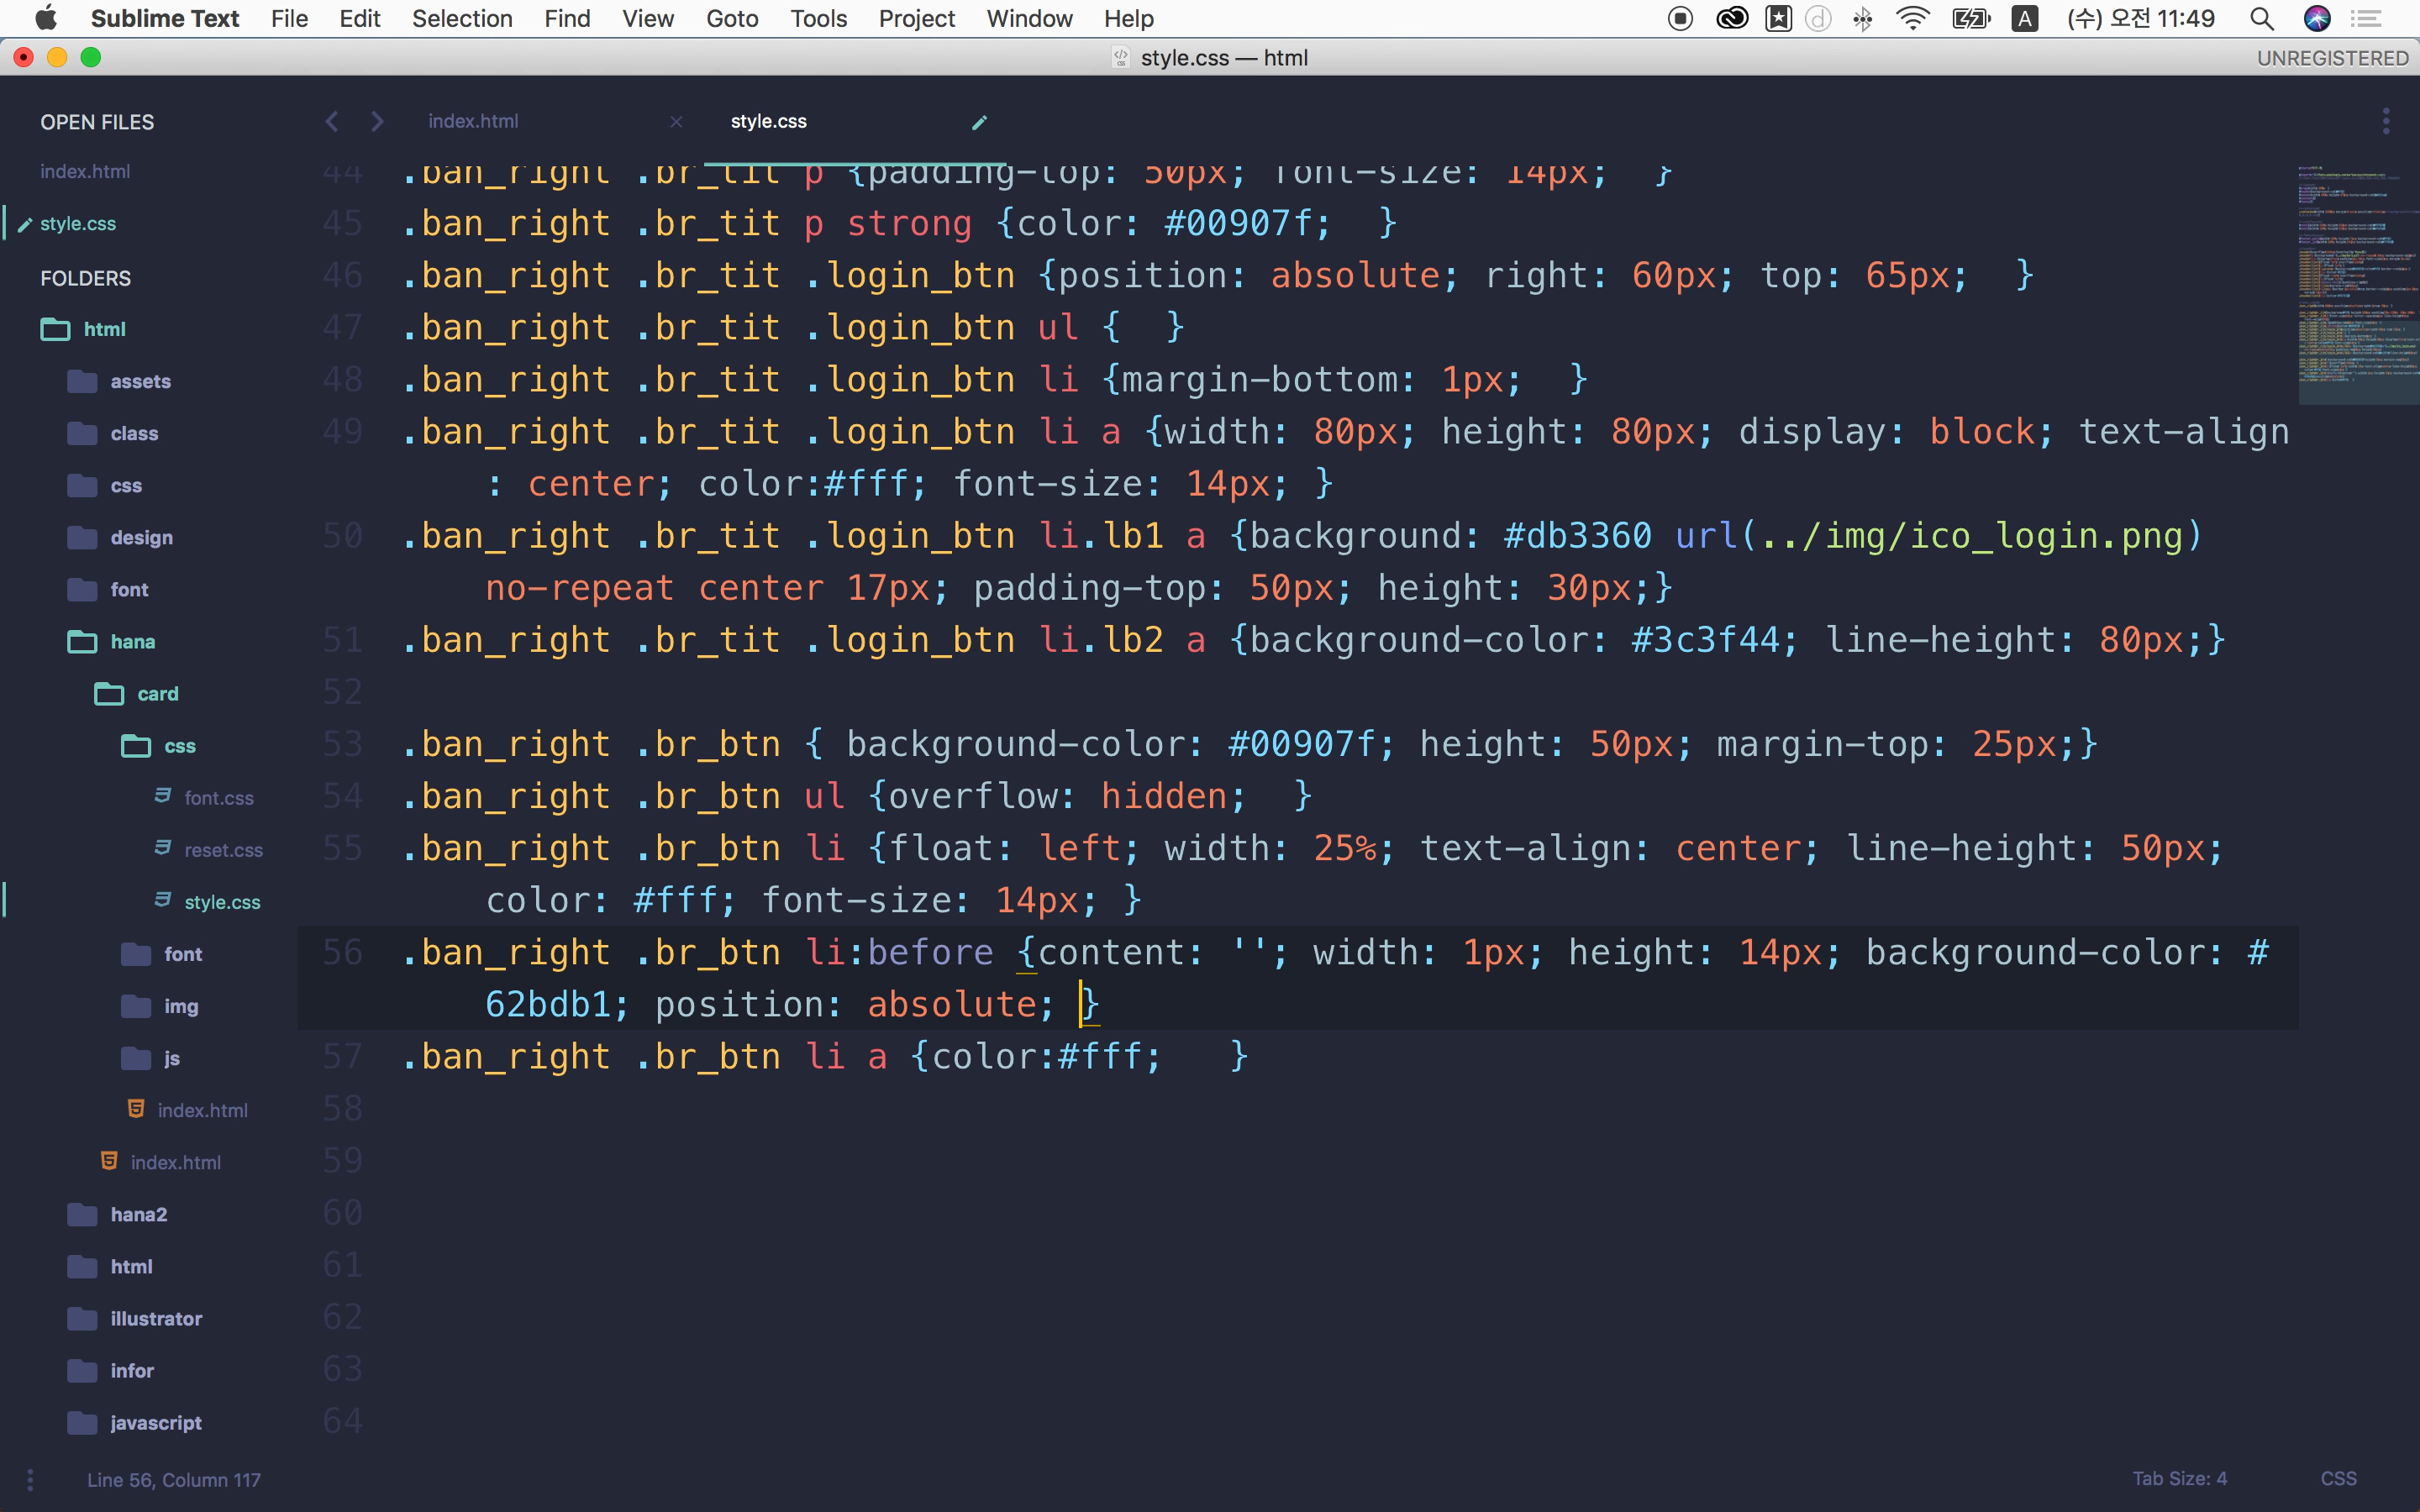 Sublime Text File Edit Selection Find View Goto Tools Project Window Help A (수) 오전 11:49
style.css — html UNREGISTERED
OPEN FILES
index.html
style.css
FOLDERS
html
assets
class
css
design
font
hana
card
css
font.css
reset.css
style.css
font
img
js
index.html
index.html
hana2
html
illustrator
infor
javascript
index.html style.css
44 .ban_right .br_tit p {padding-top: 50px; font-size: 14px;  }
45 .ban_right .br_tit p strong {color: #00907f;  }
46 .ban_right .br_tit .login_btn {position: absolute; right: 60px; top: 65px;  }
47 .ban_right .br_tit .login_btn ul {  }
48 .ban_right .br_tit .login_btn li {margin-bottom: 1px;  }
49 .ban_right .br_tit .login_btn li a {width: 80px; height: 80px; display: block; text-align
: center; color:#fff; font-size: 14px; }
50 .ban_right .br_tit .login_btn li.lb1 a {background: #db3360 url(../img/ico_login.png)
no-repeat center 17px; padding-top: 50px; height: 30px;}
51 .ban_right .br_tit .login_btn li.lb2 a {background-color: #3c3f44; line-height: 80px;}
52
53 .ban_right .br_btn { background-color: #00907f; height: 50px; margin-top: 25px;}
54 .ban_right .br_btn ul {overflow: hidden;  }
55 .ban_right .br_btn li {float: left; width: 25%; text-align: center; line-height: 50px;
color: #fff; font-size: 14px; }
56 .ban_right .br_btn li:before {content: ''; width: 1px; height: 14px; background-color: #
62bdb1; position: absolute; }
57 .ban_right .br_btn li a {color:#fff;   }
58
59
60
61
62
63
64
Line 56, Column 117 Tab Size: 4 CSS